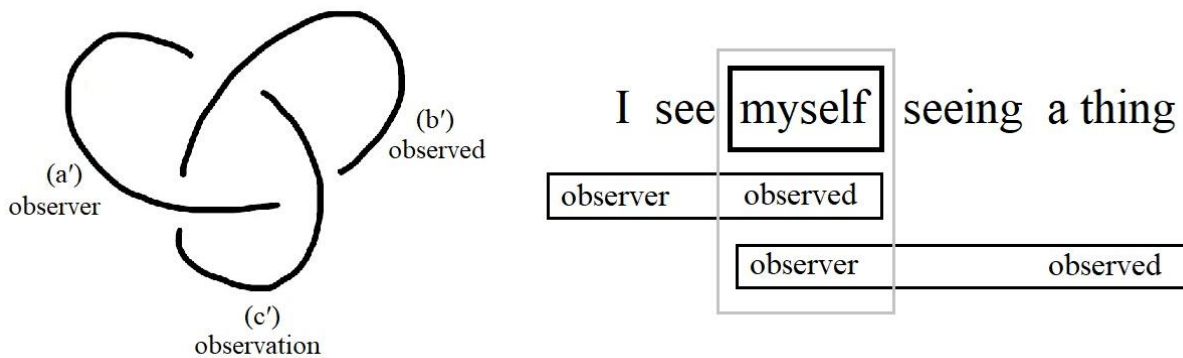 (a′)
observer
(b′)
observed
(c′)
observation
I see myself seeing a thing
observer observed
observer observed